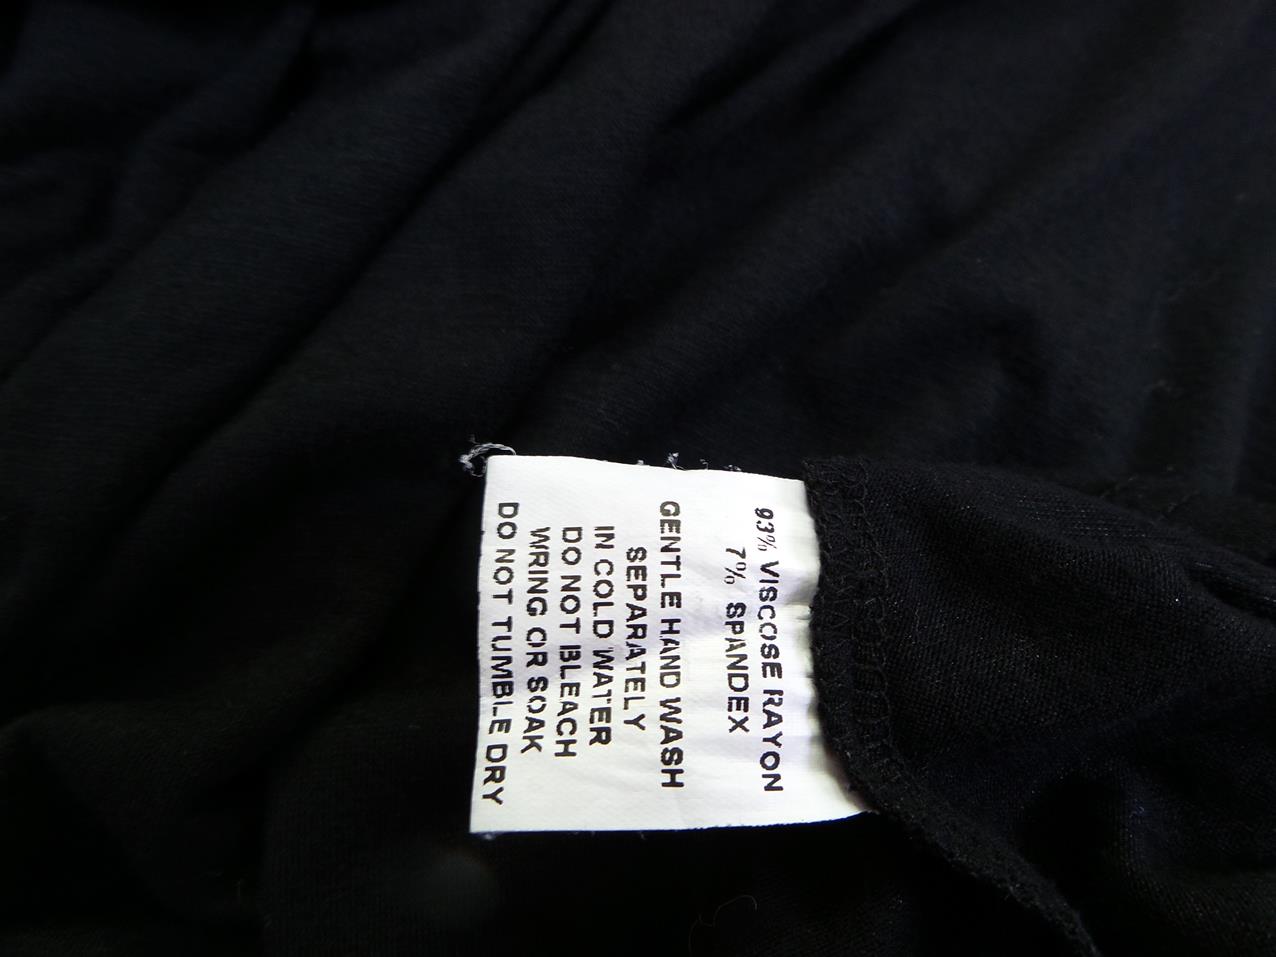 93% VISCOSE RAYON
7% SPANDEX
GENTLE HAND WASH
SEPARATELY
IN COLD WATER
DO NOT BLEACH
WRING OR SOAK
DO NOT TUMBLE DRY